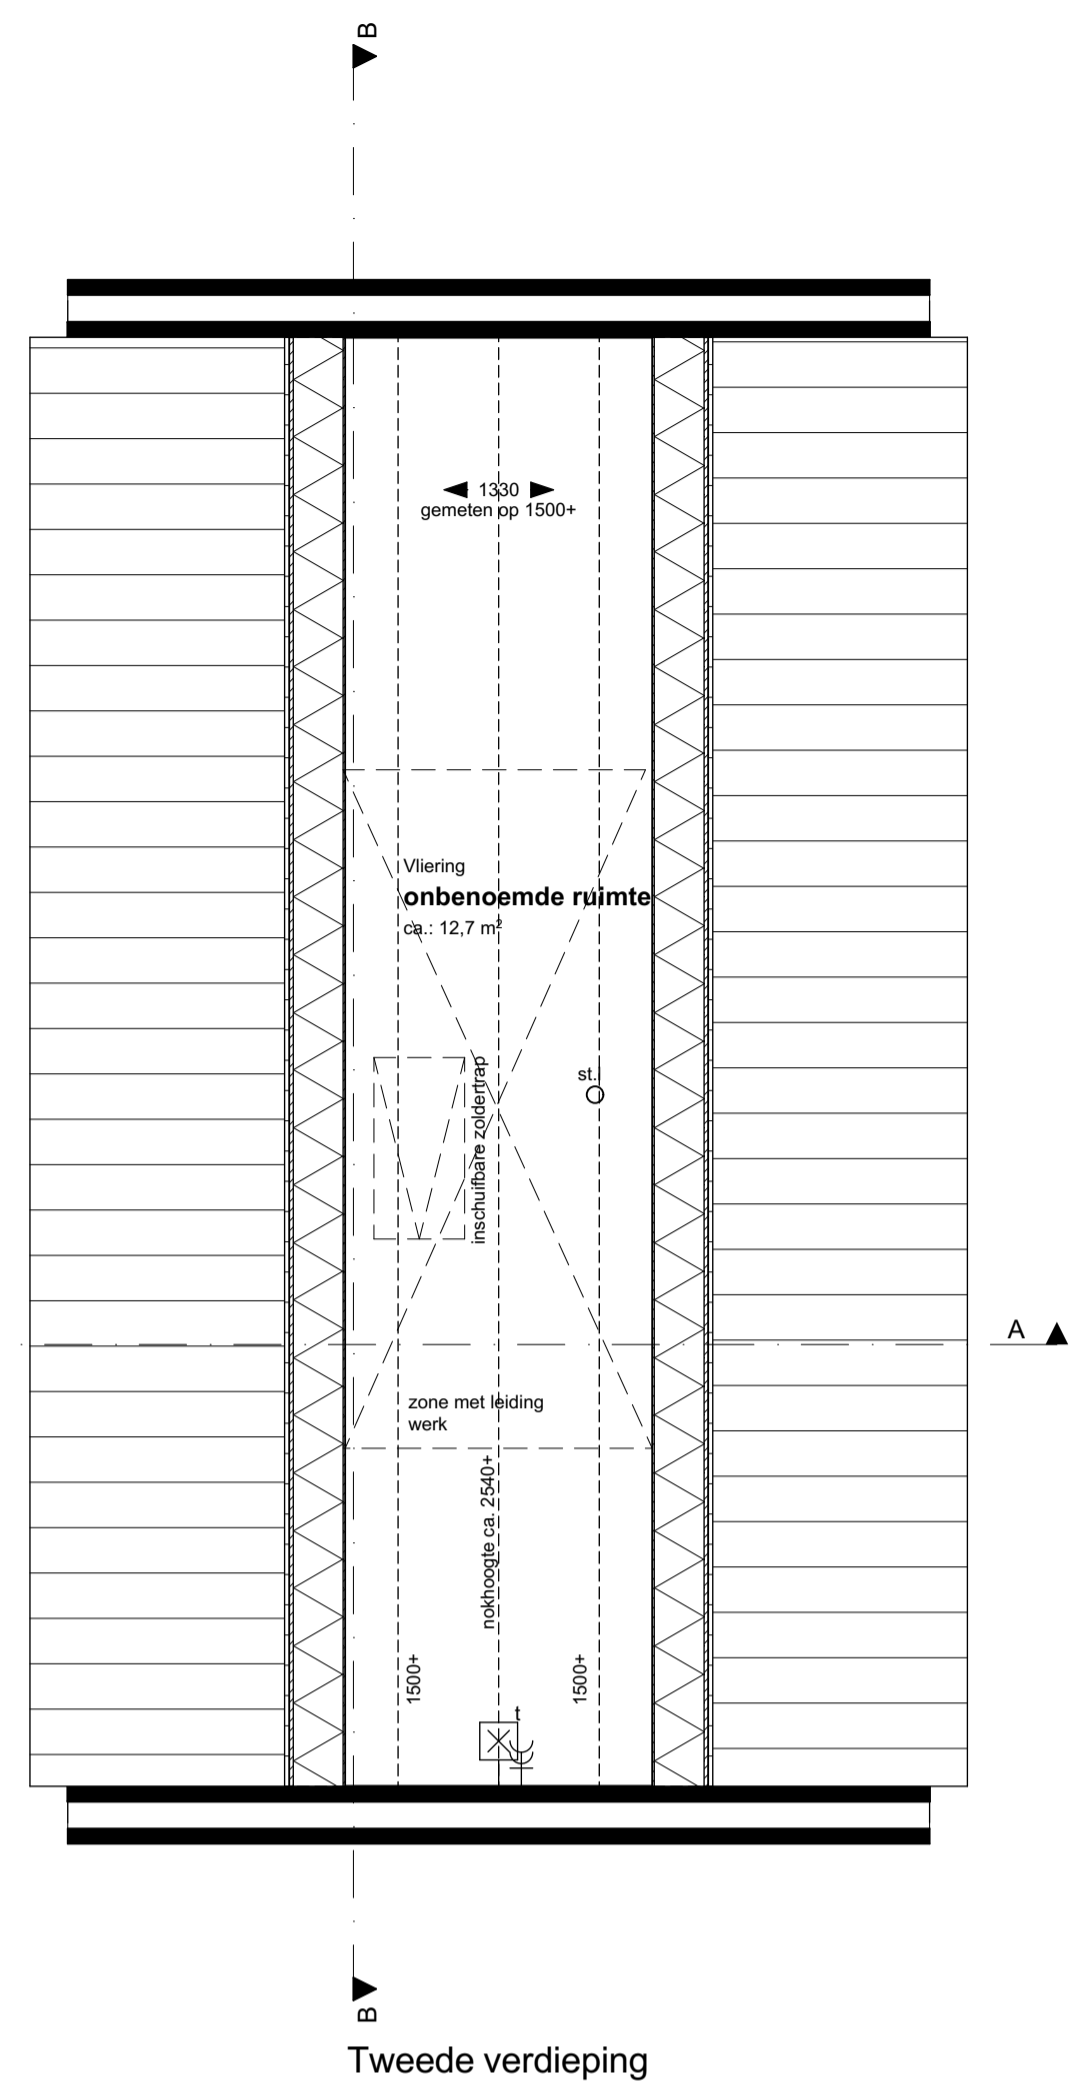 B
1330
gemeten op 1500+
Vliering
onbenoemde ruimte
ca.: 12,7 m²
inschuifbare zoldertrap
st.l
A
zone met leiding
werk
nokhoogte ca. 2540+
1500+
1500+
t
B
Tweede verdieping